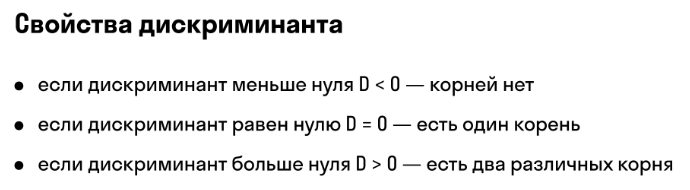 Свойства дискриминанта
• если дискриминант меньше нуля D < 0 — корней нет
• если дискриминант равен нулю D = 0 — есть один корень
• если дискриминант больше нуля D > 0 — есть два различных корня